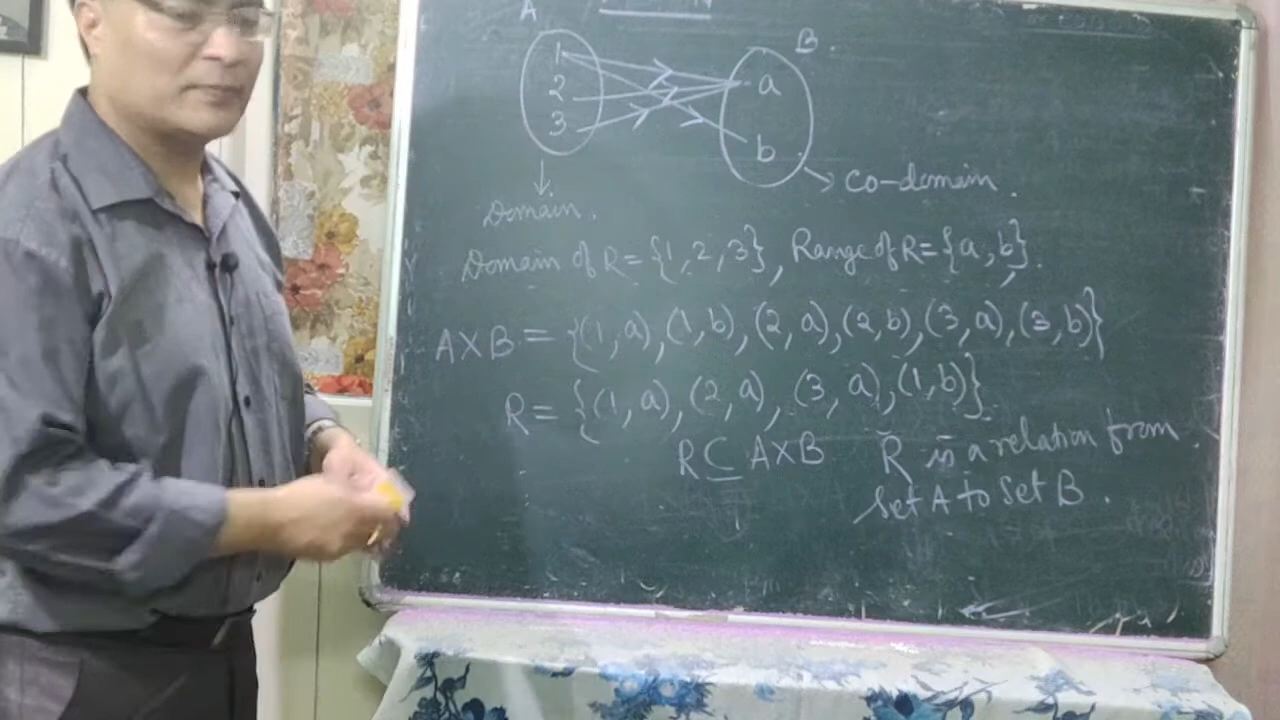 A
B.
1
2
3
a
b
co-domain.
Domain.
Domain of R = {1, 2, 3}, Range of R = {a, b}.
A×B = {(1, a), (1, b), (2, a), (2, b), (3, a), (3, b)}
R = {(1, a), (2, a), (3, a), (1, b)}
R ⊆ A×B R is a relation from
set A to set B.